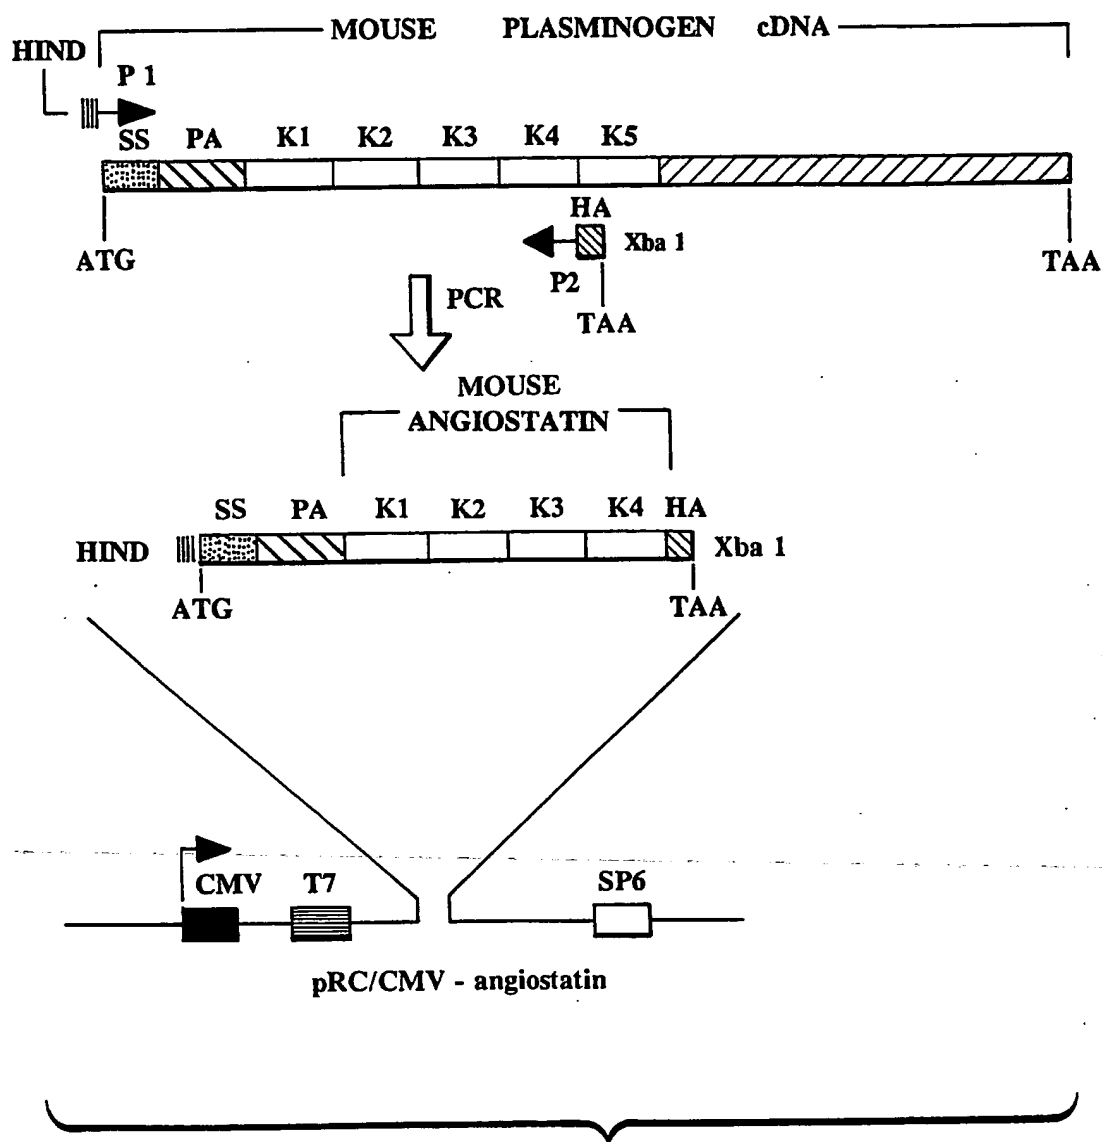 MOUSE PLASMINOGEN cDNA
HIND
P 1
SS PA K1 K2 K3 K4 K5
HA
Xba 1
ATG
P2
TAA
TAA
PCR
MOUSE
ANGIOSTATIN
SS PA K1 K2 K3 K4 HA
HIND
Xba 1
ATG
TAA
CMV T7 SP6
pRC/CMV - angiostatin